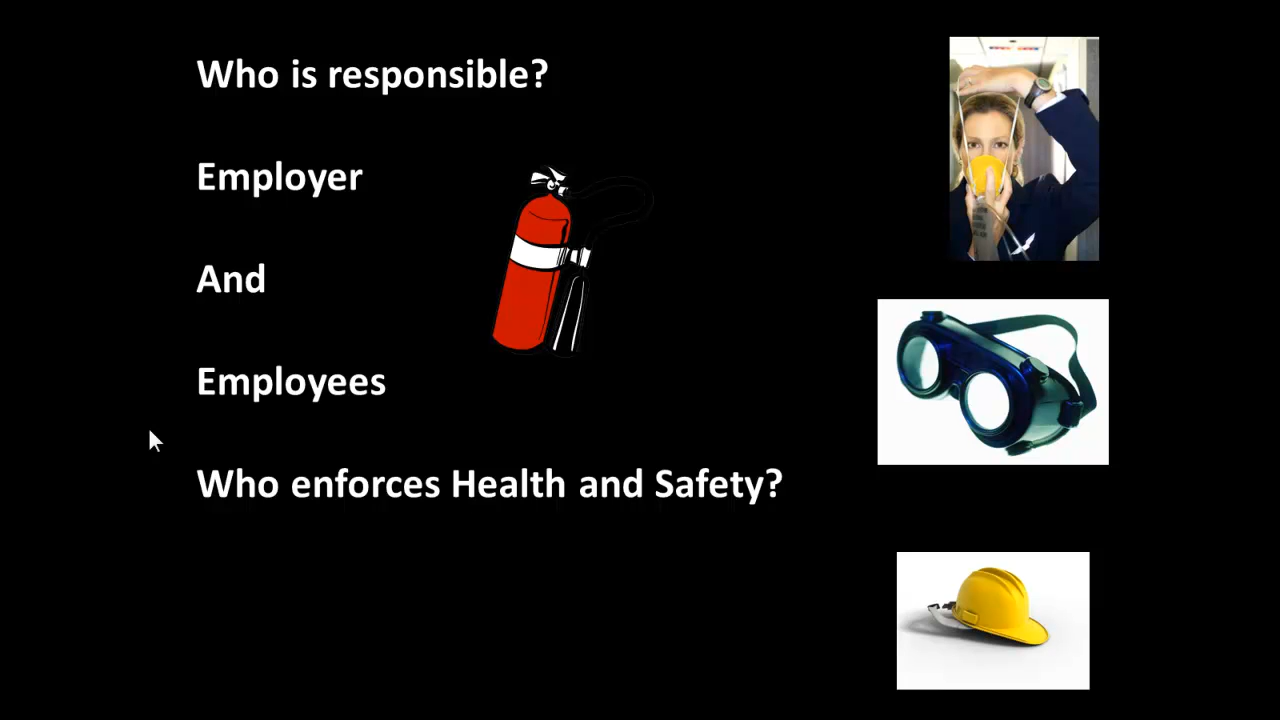 Who is responsible?
Employer
And
Employees
Who enforces Health and Safety?